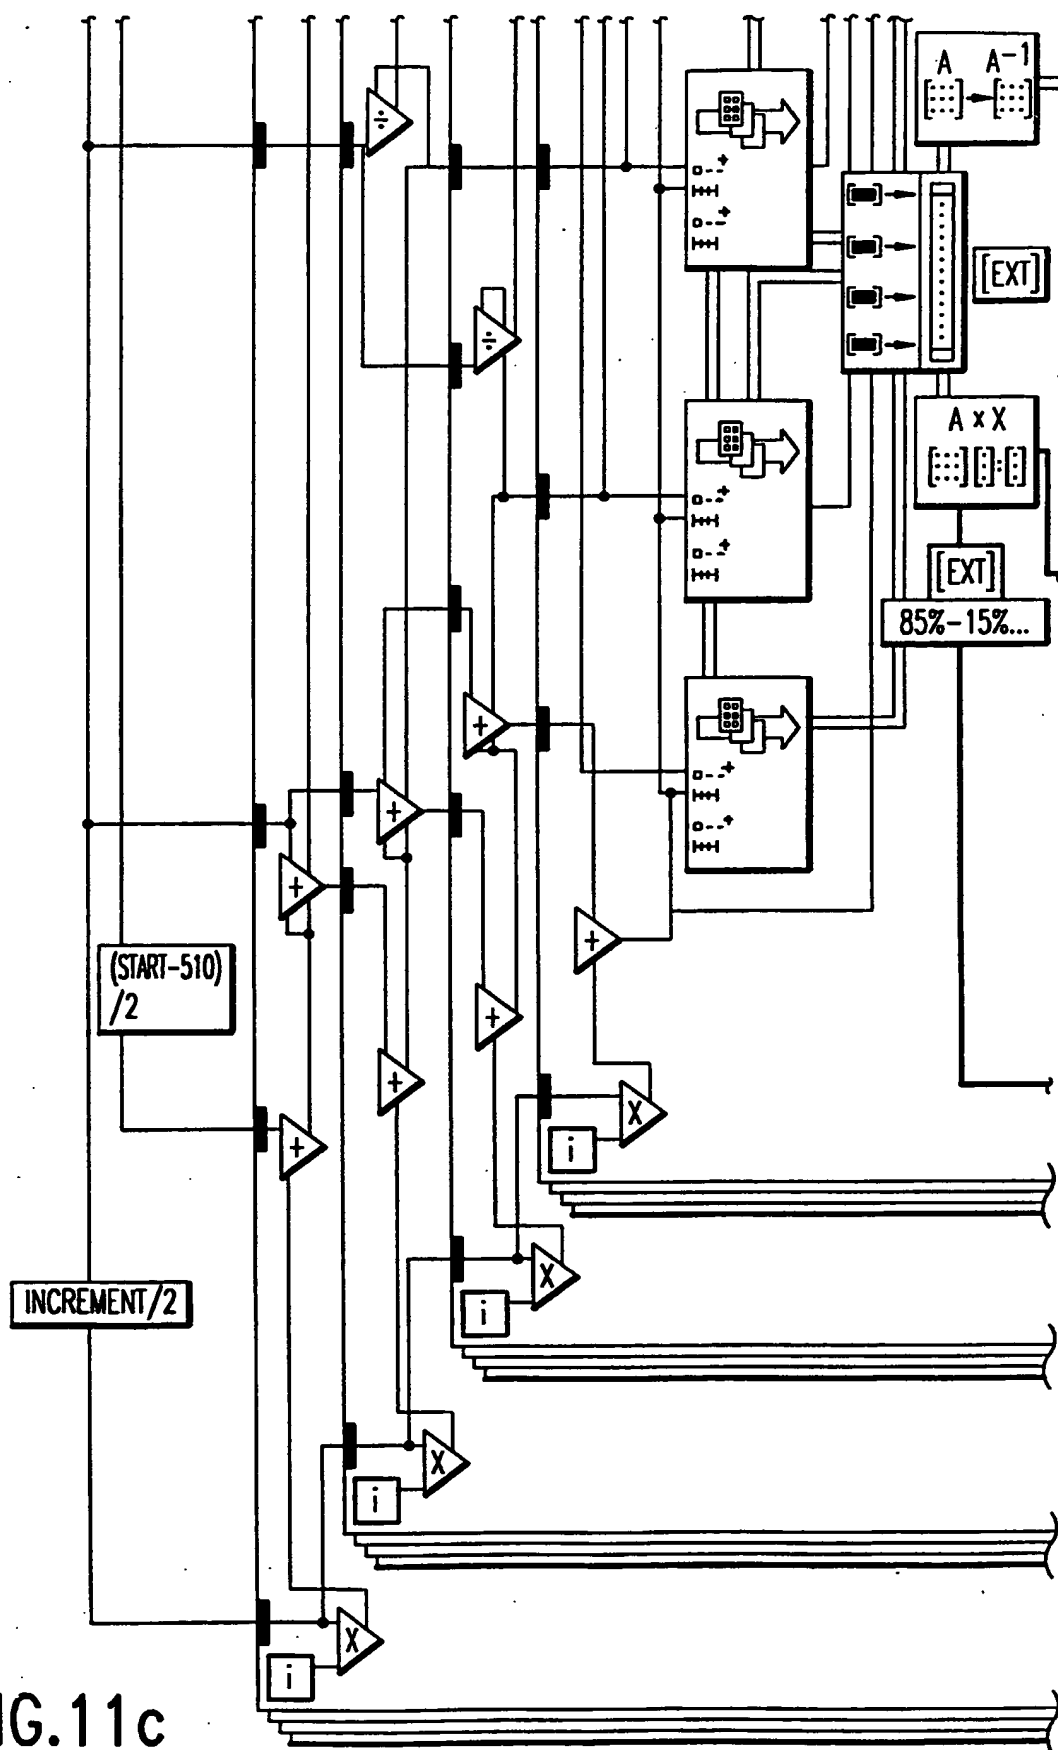 A A⁻¹
÷
[EXT]
÷
A x X
[EXT]
85%-15%...
+
+
+
+
(START-510)
/2
+
+
X
+
i
X
INCREMENT/2
i
X
i
X
i
IG.11c